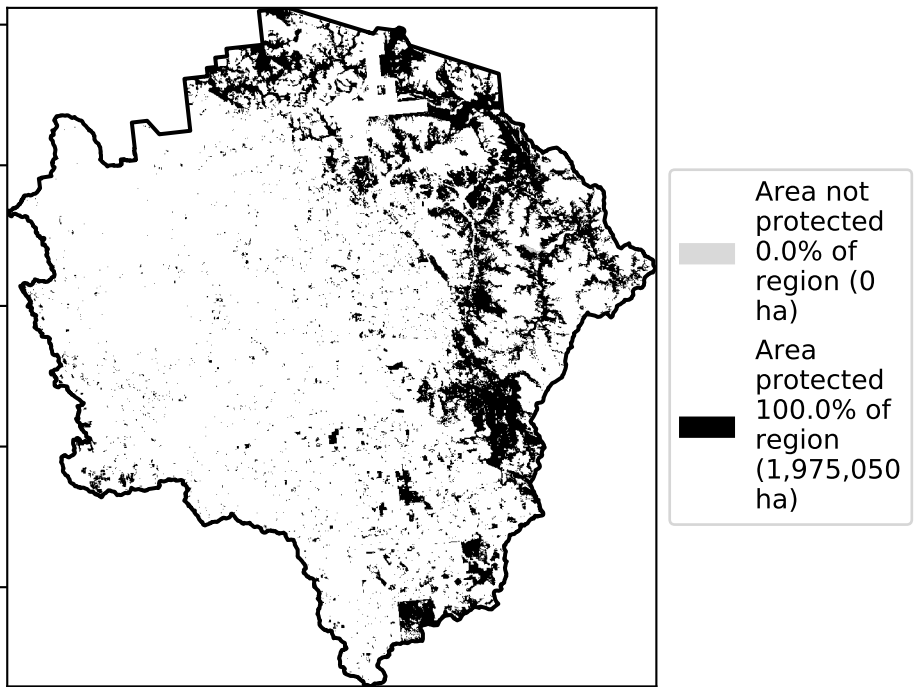 Area not
protected
0.0% of
region (0
ha)
Area
protected
100.0% of
region
(1,975,050
ha)